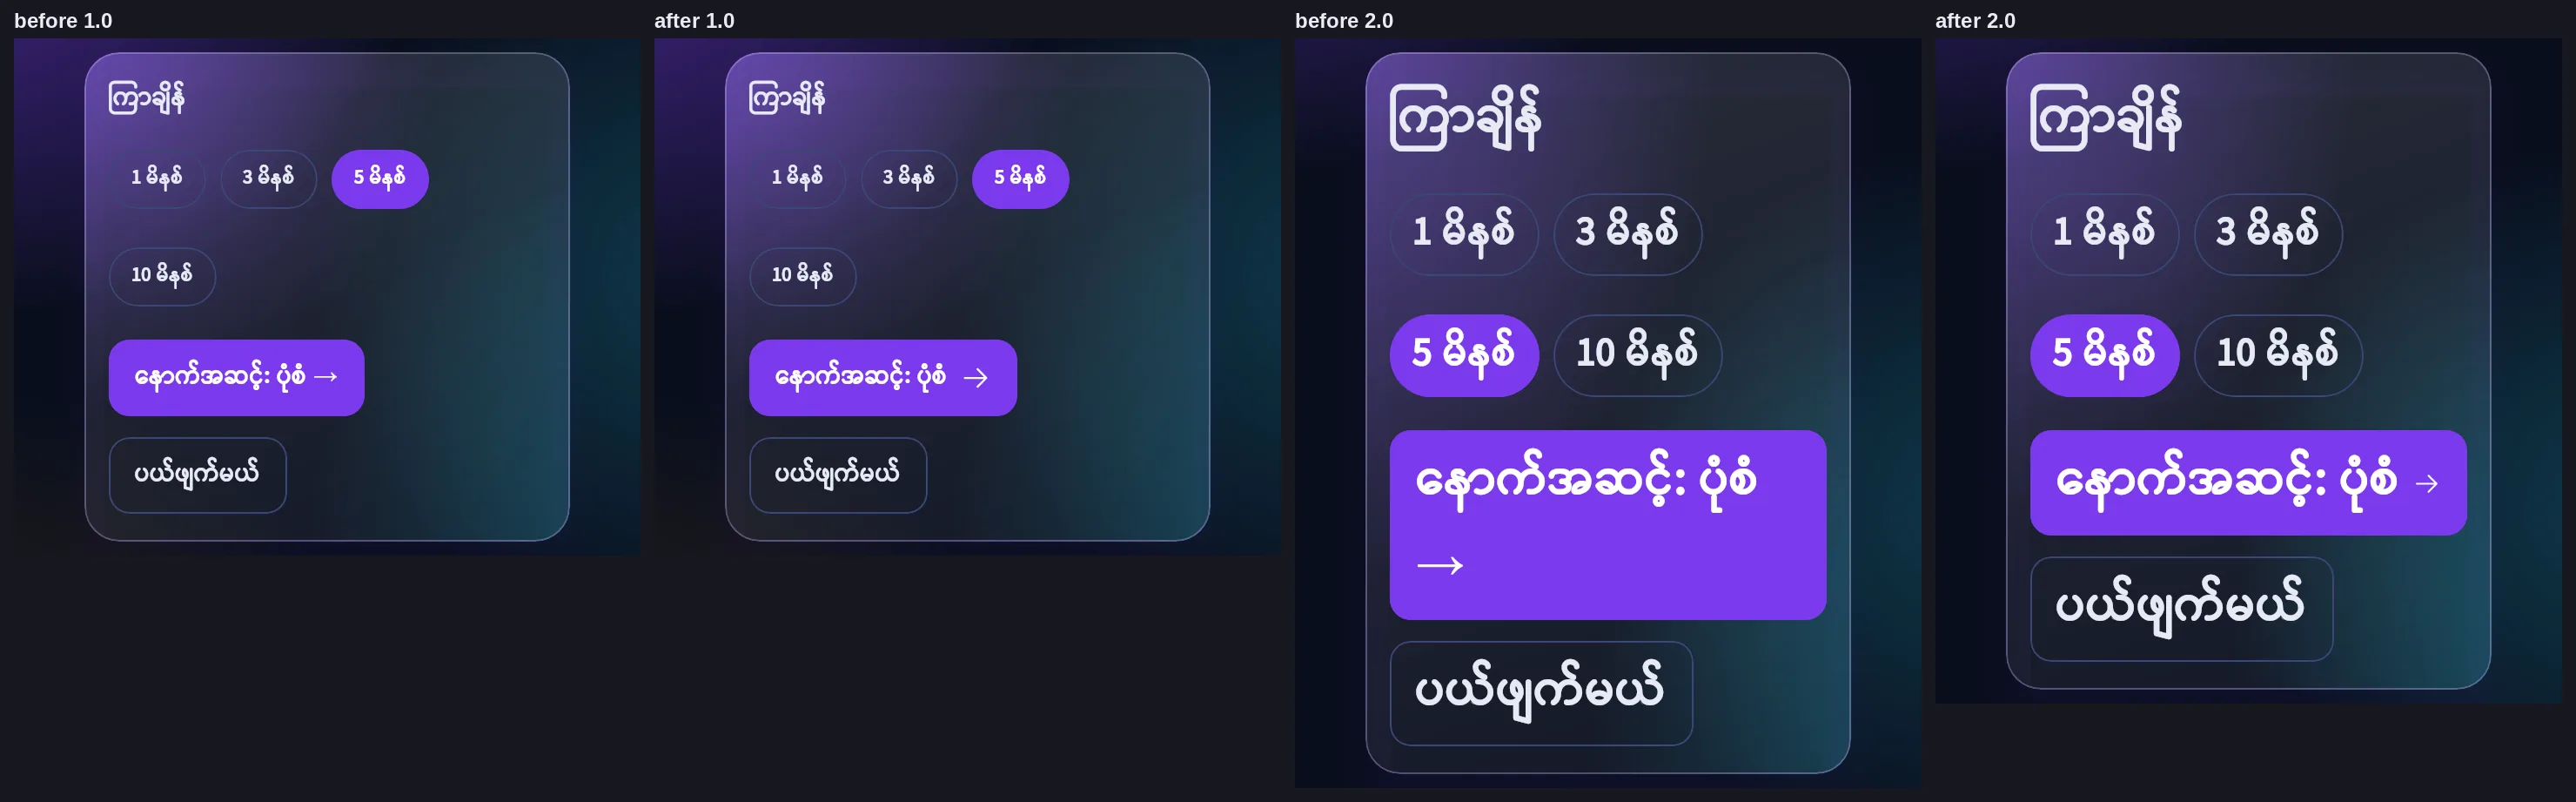 before 1.0
ကြာချိန်
1 မိနစ်
3 မိနစ်
5 မိနစ်
10 မိနစ်
နောက်အဆင့်: ပုံစံ →
ပယ်ဖျက်မယ်
after 1.0
ကြာချိန်
1 မိနစ်
3 မိနစ်
5 မိနစ်
10 မိနစ်
နောက်အဆင့်: ပုံစံ →
ပယ်ဖျက်မယ်
before 2.0
ကြာချိန်
1 မိနစ်
3 မိနစ်
5 မိနစ်
10 မိနစ်
နောက်အဆင့်: ပုံစံ
→
ပယ်ဖျက်မယ်
after 2.0
ကြာချိန်
1 မိနစ်
3 မိနစ်
5 မိနစ်
10 မိနစ်
နောက်အဆင့်: ပုံစံ →
ပယ်ဖျက်မယ်